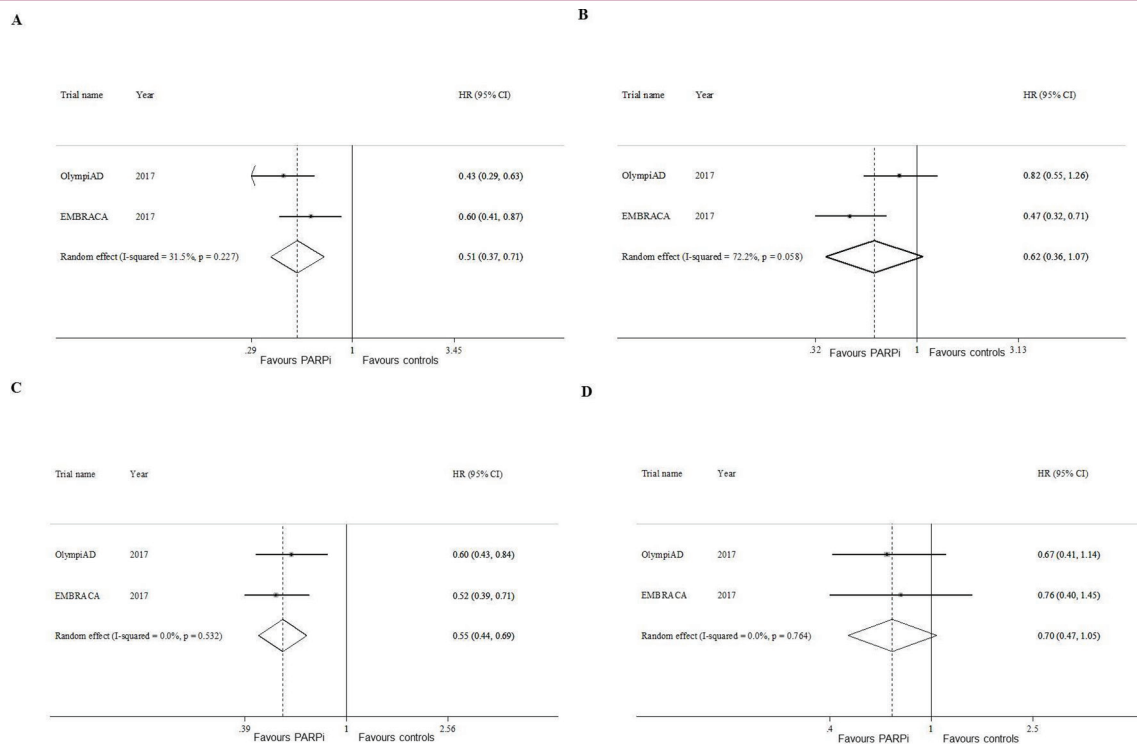 A
Trial name Year HR (95% CI)
OlympiAD 2017 0.43 (0.29, 0.63)
EMBRACA 2017 0.60 (0.41, 0.87)
Random effect (I-squared = 31.5%, p = 0.227) 0.51 (0.37, 0.71)
.29 1 3.45
Favours PARPi Favours controls
B
Trial name Year HR (95% CI)
OlympiAD 2017 0.82 (0.55, 1.26)
EMBRACA 2017 0.47 (0.32, 0.71)
Random effect (I-squared = 72.2%, p = 0.058) 0.62 (0.36, 1.07)
.32 1 3.13
Favours PARPi Favours controls
C
Trial name Year HR (95% CI)
OlympiAD 2017 0.60 (0.43, 0.84)
EMBRACA 2017 0.52 (0.39, 0.71)
Random effect (I-squared = 0.0%, p = 0.532) 0.55 (0.44, 0.69)
.39 1 2.56
Favours PARPi Favours controls
D
Trial name Year HR (95% CI)
OlympiAD 2017 0.67 (0.41, 1.14)
EMBRACA 2017 0.76 (0.40, 1.45)
Random effect (I-squared = 0.0%, p = 0.764) 0.70 (0.47, 1.05)
.4 1 2.5
Favours PARPi Favours controls